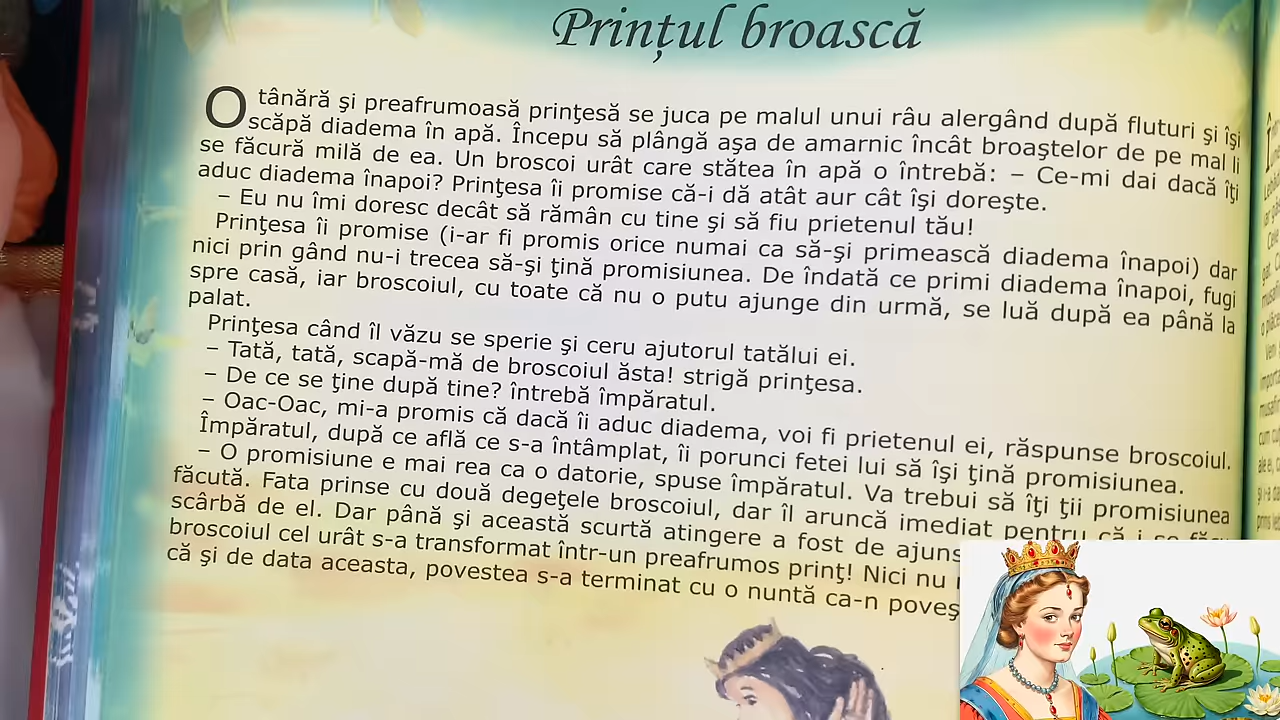 Prințul broască
O tânără şi preafrumoasă prinţesă se juca pe malul unui râu alergând după fluturi şi îşi
scăpă diadema în apă. Începu să plângă aşa de amarnic încât broaştelor de pe mal li
se făcură milă de ea. Un broscoi urât care stătea în apă o întrebă: – Ce-mi dai dacă îţi
aduc diadema înapoi? Prinţesa îi promise că-i dă atât aur cât îşi doreşte.
– Eu nu îmi doresc decât să rămân cu tine şi să fiu prietenul tău!
Prinţesa îi promise (i-ar fi promis orice numai ca să-şi primească diadema înapoi) dar
nici prin gând nu-i trecea să-şi ţină promisiunea. De îndată ce primi diadema înapoi, fugi
spre casă, iar broscoiul, cu toate că nu o putu ajunge din urmă, se luă după ea până la
palat.
Prinţesa când îl văzu se sperie şi ceru ajutorul tatălui ei.
– Tată, tată, scapă-mă de broscoiul ăsta! strigă prinţesa.
– De ce se ţine după tine? întrebă împăratul.
– Oac-Oac, mi-a promis că dacă îi aduc diadema, voi fi prietenul ei, răspunse broscoiul.
Împăratul, după ce află ce s-a întâmplat, îi porunci fetei lui să îşi ţină promisiunea.
– O promisiune e mai rea ca o datorie, spuse împăratul. Va trebui să îţi ţii promisiunea
făcută. Fata prinse cu două degeţele broscoiul, dar îl aruncă imediat pentru că i se
scârbă de el. Dar până şi această scurtă atingere a fost de
broscoiul cel urât s-a transformat într-un preafrumos prinţ! Nici nu
că şi de data aceasta, povestea s-a terminat cu o nuntă ca-n